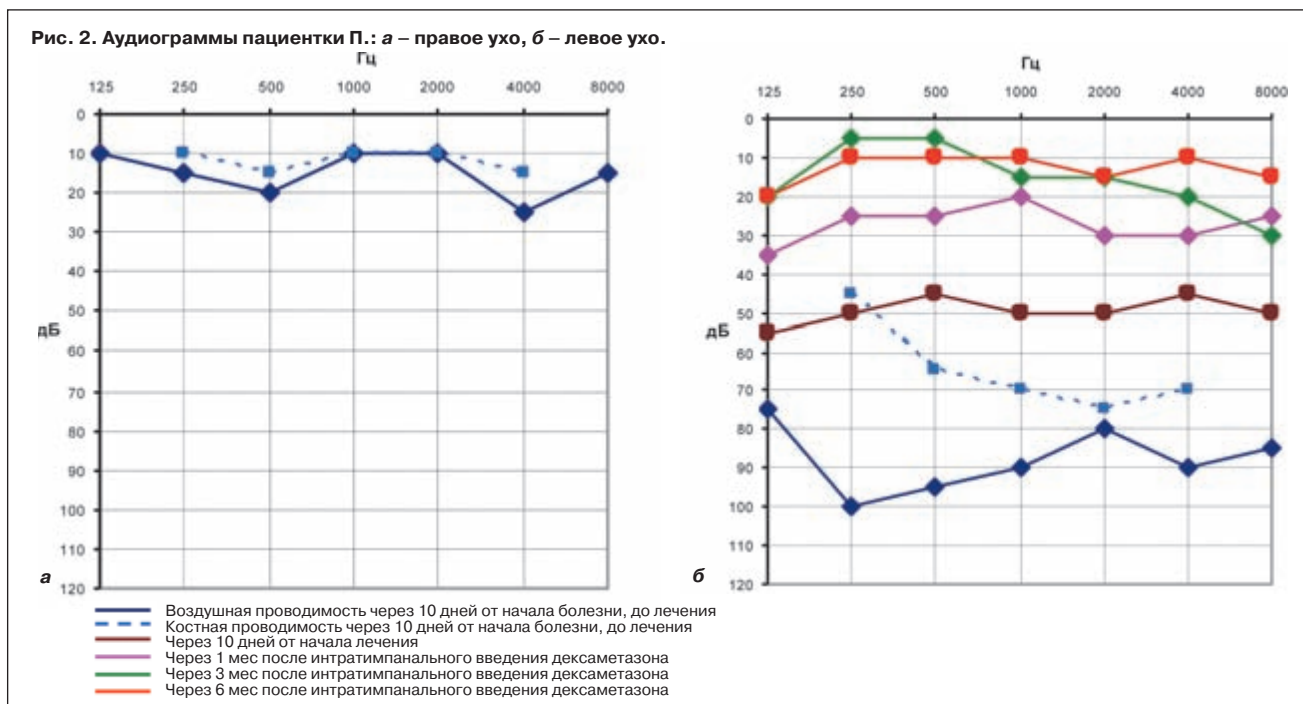 Рис. 2. Аудиограммы пациентки П.: а – правое ухо, б – левое ухо.
Гц
125 250 500 1000 2000 4000 8000
0
10
20
30
40
50
дБ
60
70
80
90
100
110
120
а
Гц
125 250 500 1000 2000 4000 8000
0
10
20
30
40
50
дБ
60
70
80
90
100
110
120
б
Воздушная проводимость через 10 дней от начала болезни, до лечения
Костная проводимость через 10 дней от начала болезни, до лечения
Через 10 дней от начала лечения
Через 1 мес после интратимпанального введения дексаметазона
Через 3 мес после интратимпанального введения дексаметазона
Через 6 мес после интратимпанального введения дексаметазона